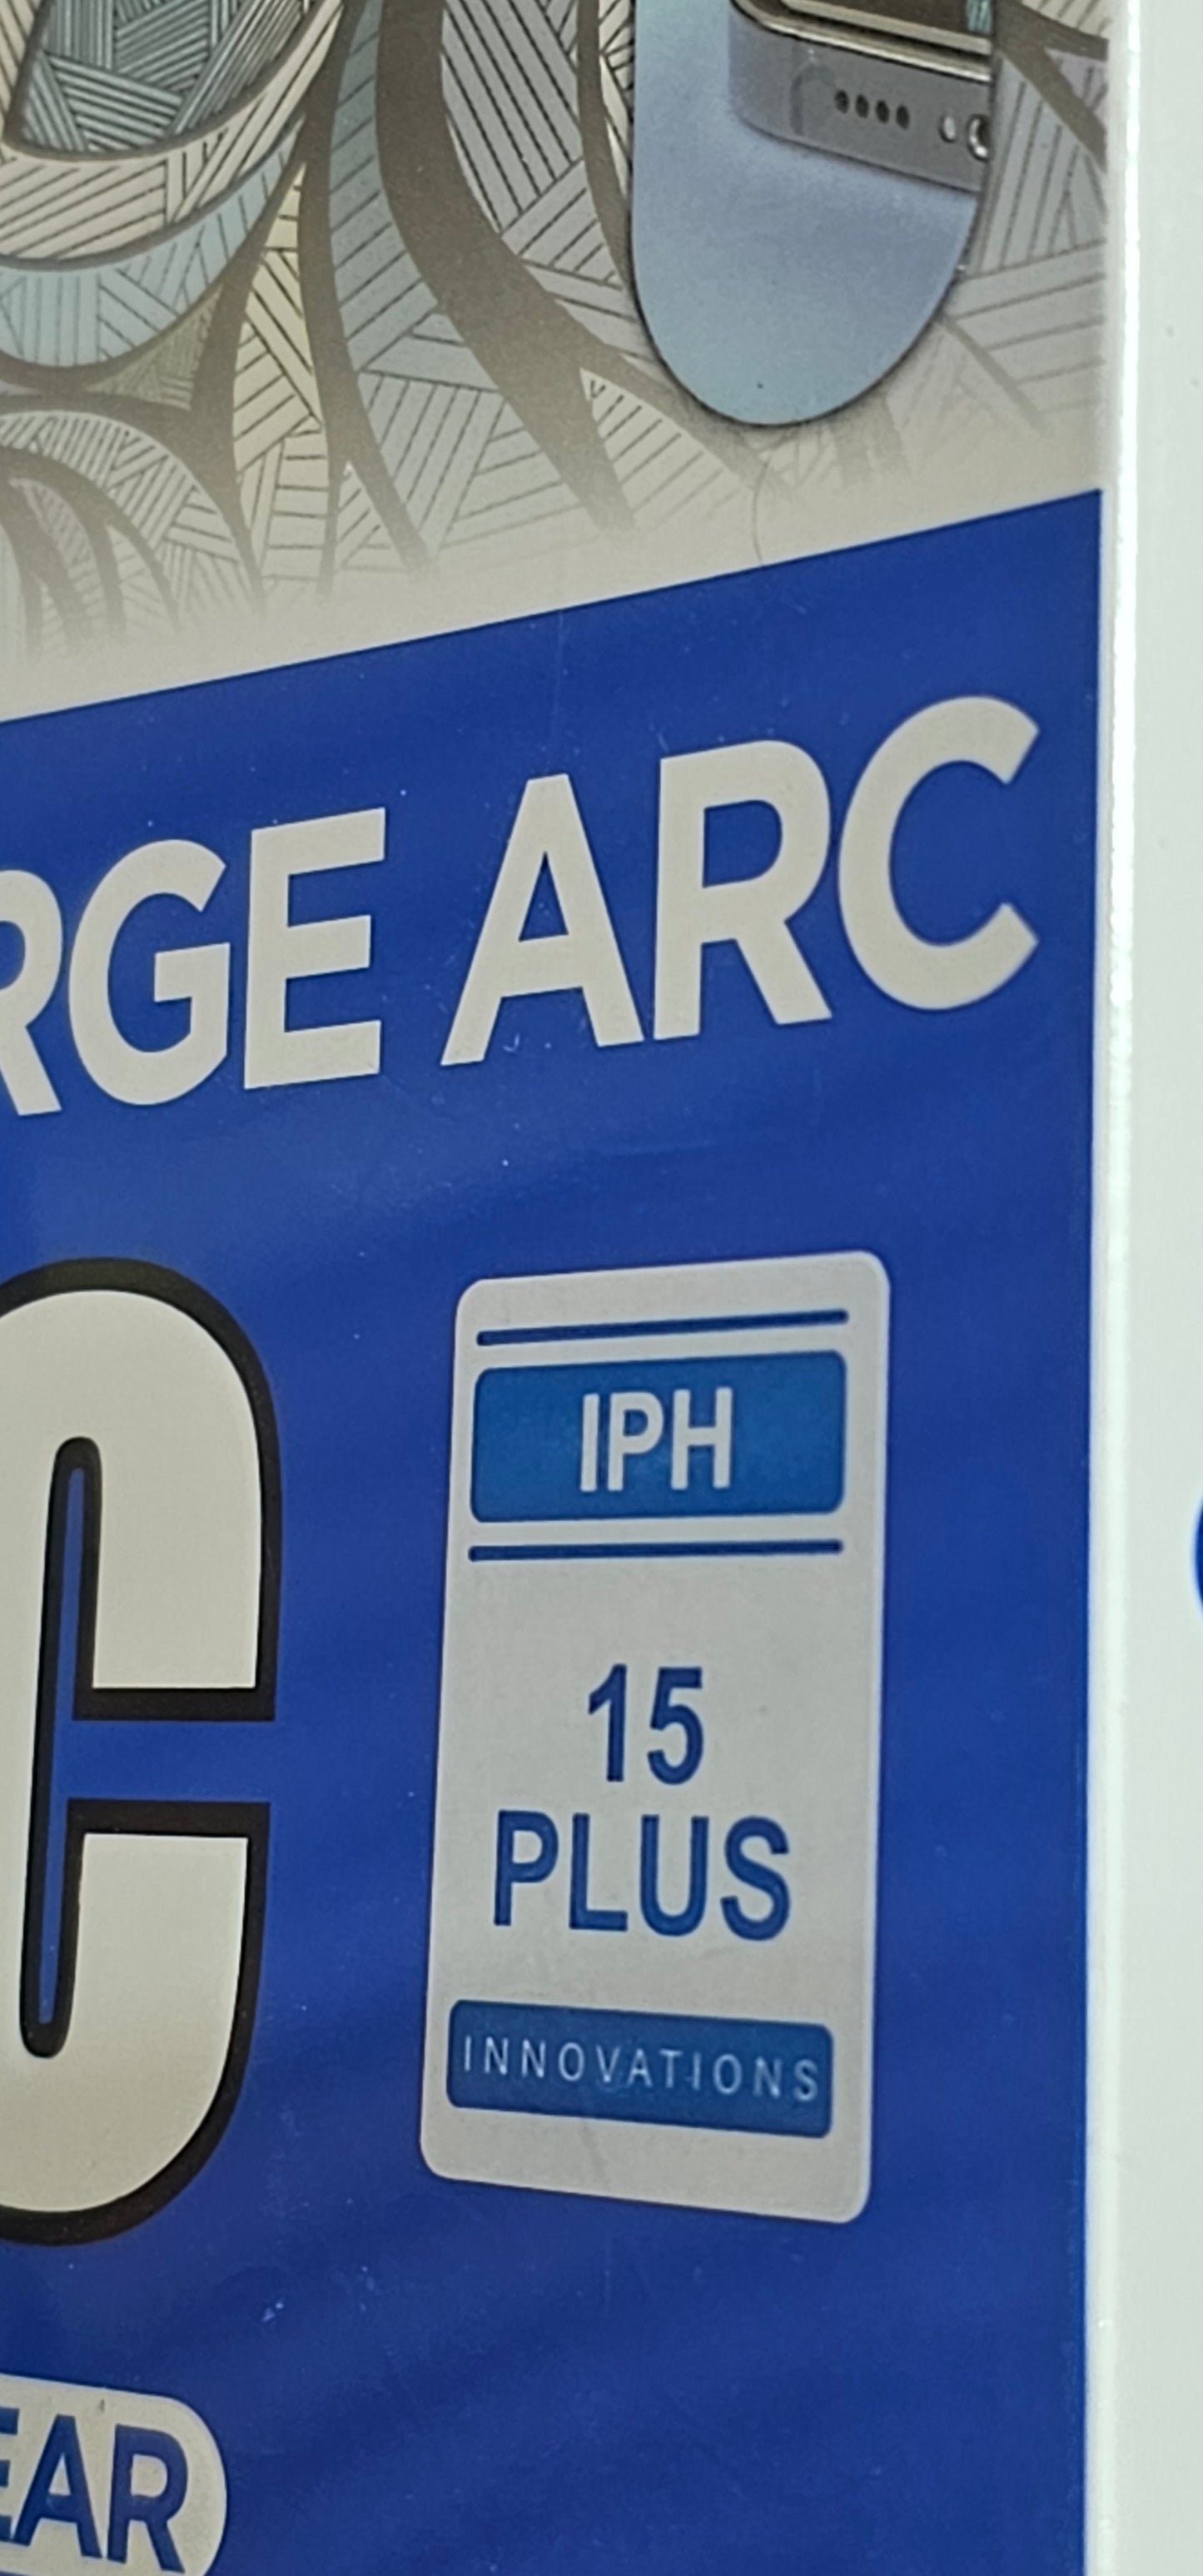 RGE ARC
C
IPH
15
PLUS
INNOVATIONS
EAR